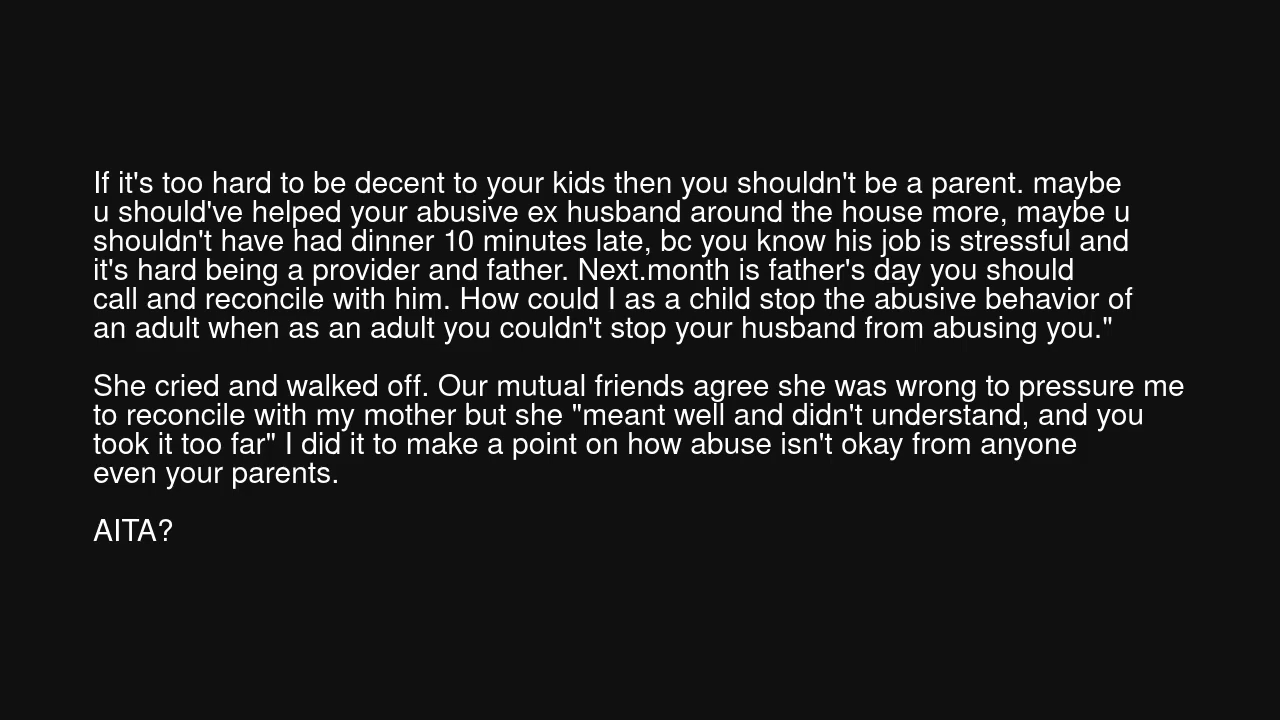 If it's too hard to be decent to your kids then you shouldn't be a parent. maybe
u should've helped your abusive ex husband around the house more, maybe u
shouldn't have had dinner 10 minutes late, bc you know his job is stressful and
it's hard being a provider and father. Next.month is father's day you should
call and reconcile with him. How could I as a child stop the abusive behavior of
an adult when as an adult you couldn't stop your husband from abusing you."
She cried and walked off. Our mutual friends agree she was wrong to pressure me
to reconcile with my mother but she "meant well and didn't understand, and you
took it too far" I did it to make a point on how abuse isn't okay from anyone
even your parents.
AITA?